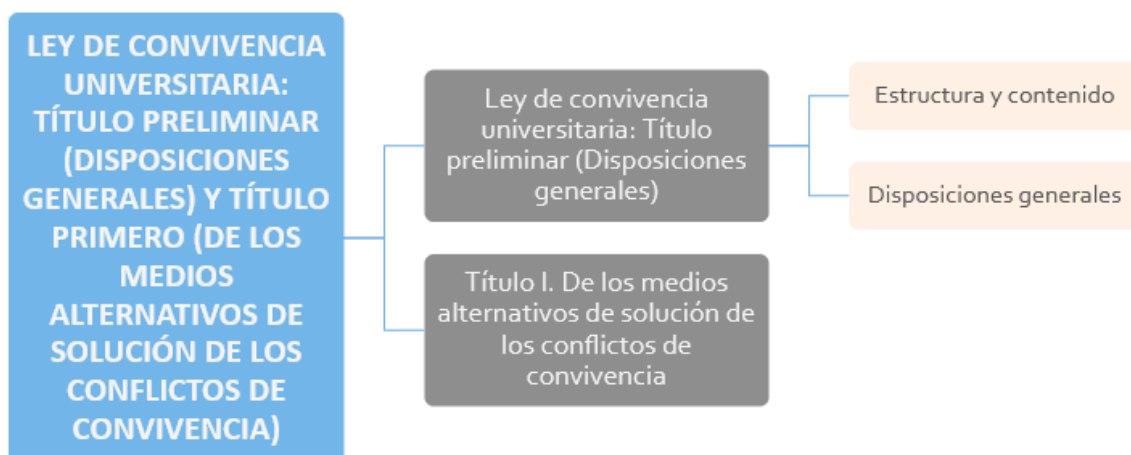 LEY DE CONVIVENCIA
UNIVERSITARIA:
TÍTULO PRELIMINAR
(DISPOSICIONES
GENERALES) Y TÍTULO
PRIMERO (DE LOS
MEDIOS
ALTERNATIVOS DE
SOLUCIÓN DE LOS
CONFLICTOS DE
CONVIVENCIA)
Ley de convivencia
universitaria: Título
preliminar (Disposiciones
generales)
Estructura y contenido
Disposiciones generales
Título I. De los medios
alternativos de solución de
los conflictos de
convivencia